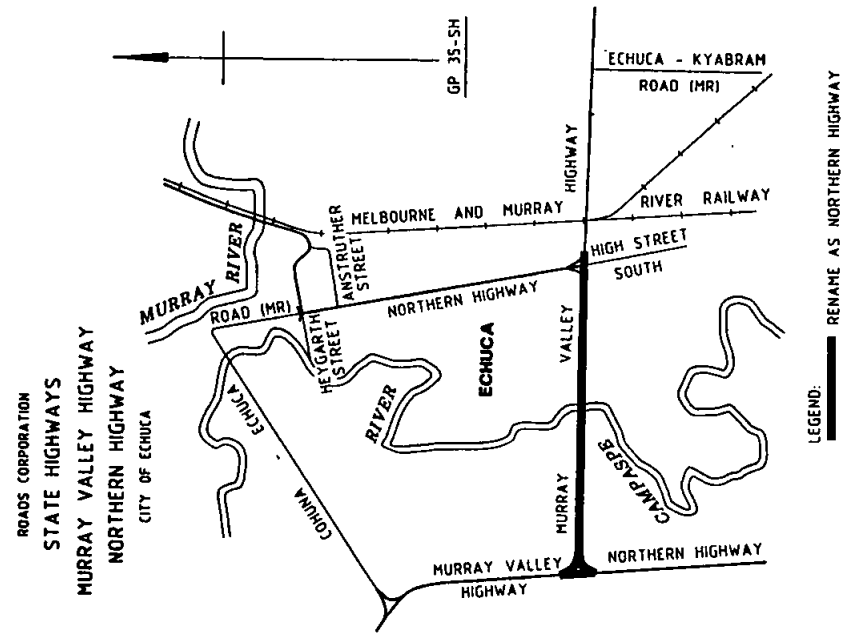 ROADS CORPORATION
STATE HIGHWAYS
MURRAY VALLEY HIGHWAY
NORTHERN HIGHWAY
CITY OF ECHUCA
GP 35-SH
ECHUCA - KYABRAM
ROAD (MR)
HIGHWAY
MELBOURNE AND MURRAY
RIVER RAILWAY
MURRAY
RIVER
ANSTRUTHER
STREET
ROAD (MR)
HEYGARTH
STREET
NORTHERN HIGHWAY
HIGH STREET
SOUTH
VALLEY
ECHUCA
ECHUCA
COHUNA
RIVER
CAMPASPE
MURRAY
MURRAY VALLEY
HIGHWAY
NORTHERN HIGHWAY
LEGEND:
RENAME AS NORTHERN HIGHWAY